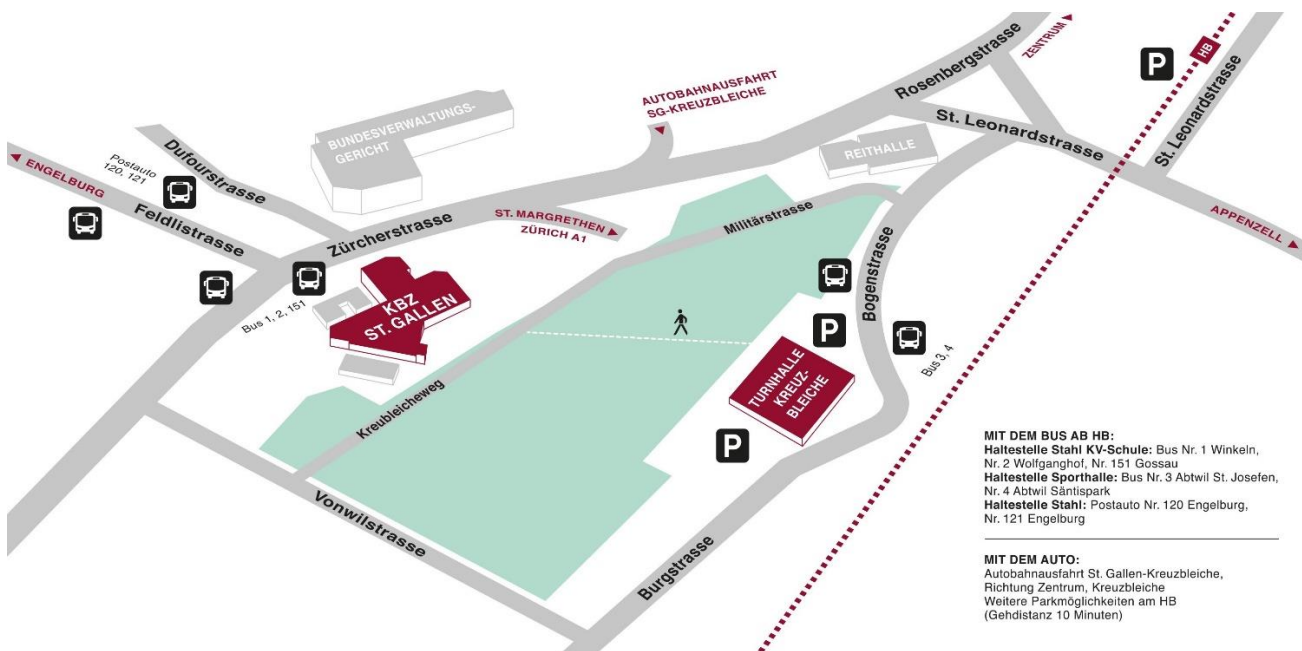 ZENTRUM
HB
P
Rosenbergstrasse
St. Leonardstrasse
AUTOBAHNAUSFAHRT
SG-KREUZBLEICHE
BUNDESVERWALTUNGS-
GERICHT
St. Leonardstrasse
REITHALLE
Dufourstrasse
Postauto
120, 121
ENGELBURG
Feldlistrasse
Zürcherstrasse
ST. MARGRETHEN
ZÜRICH A1
Militärstrasse
APPENZELL
Bogenstrasse
KBZ
ST. GALLEN
Bus 1, 2, 151
P
Bus 3, 4
TURNHALLE
KREUZ-
BLEICHE
Kreubleicheweg
P
Vonwilstrasse
Burgstrasse
MIT DEM BUS AB HB:
Haltestelle Stahl KV-Schule: Bus Nr. 1 Winkeln,
Nr. 2 Wolfganghof, Nr. 151 Gossau
Haltestelle Sporthalle: Bus Nr. 3 Abtwil St. Josefen,
Nr. 4 Abtwil Säntispark
Haltestelle Stahl: Postauto Nr. 120 Engelburg,
Nr. 121 Engelburg
MIT DEM AUTO:
Autobahnausfahrt St. Gallen-Kreuzbleiche,
Richtung Zentrum, Kreuzbleiche
Weitere Parkmöglichkeiten am HB
(Gehdistanz 10 Minuten)